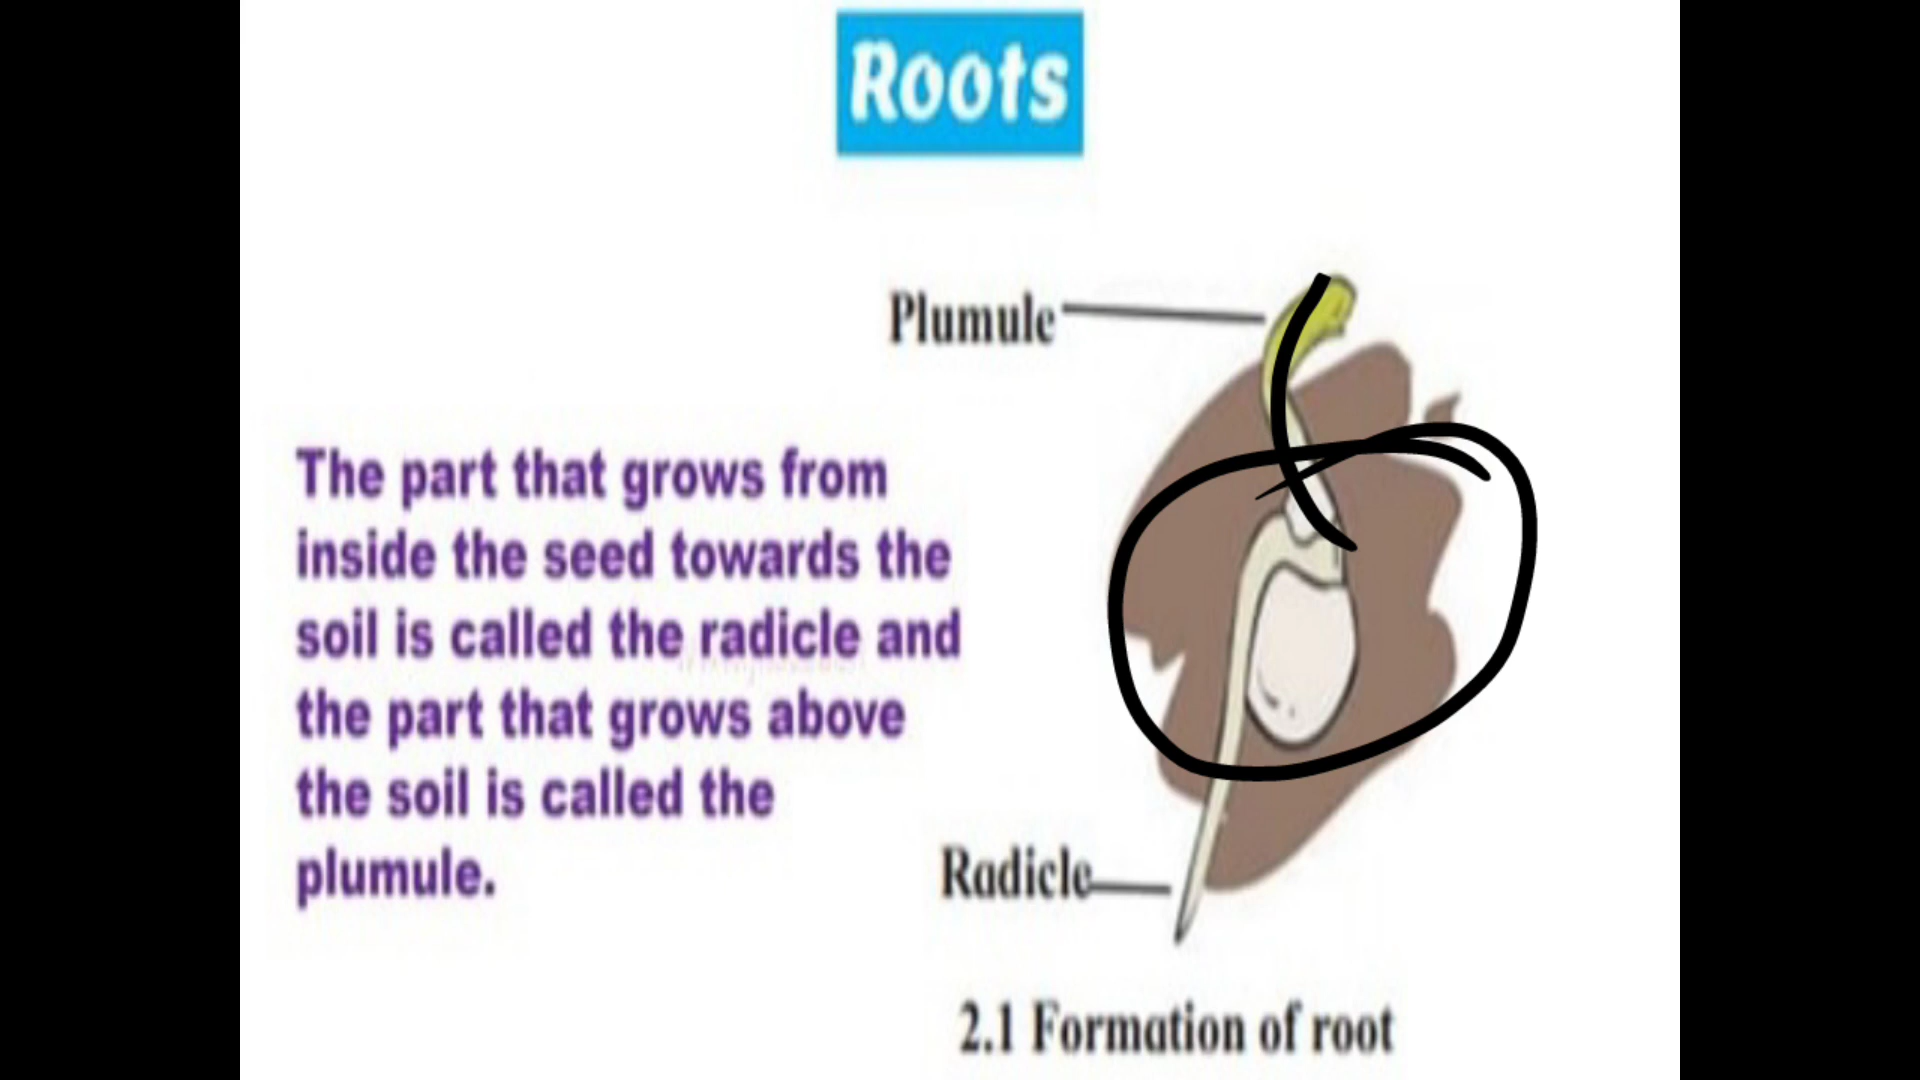 Roots
Plumule
The part that grows from
inside the seed towards the
soil is called the radicle and
the part that grows above
the soil is called the
plumule.
Radicle
2.1 Formation of root